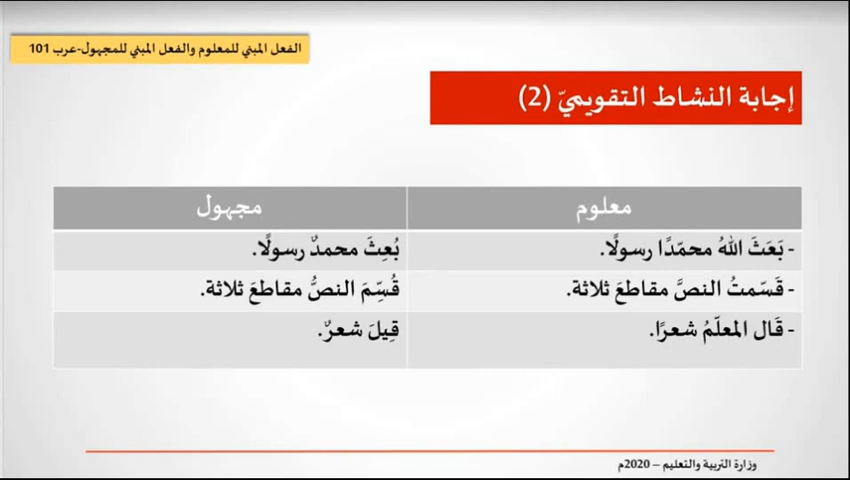 الفعل المبني للمعلوم والفعل المبني للمجهول-عرب 101
إجابة النشاط التقويميّ (2)
معلوم
مجهول
- بَعَثَ اللهُ محمّدًا رسولًا.
بُعِثَ محمدٌ رسولًا.
- قَسّمتُ النصَّ مقاطعَ ثلاثة.
قُسِّمَ النصُّ مقاطعَ ثلاثة.
- قَال المعلّمُ شعرًا.
قِيلَ شعرٌ.
وزارة التربية والتعليم – 2020م